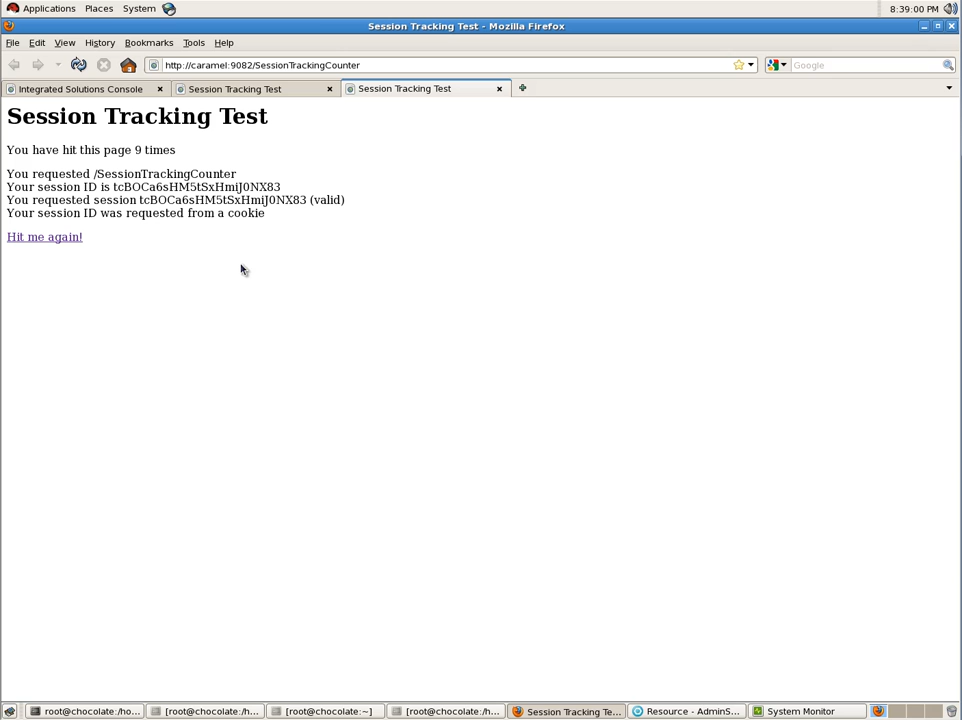 Applications Places System 8:39:00 PM
Session Tracking Test - Mozilla Firefox
File Edit View History Bookmarks Tools Help
http://caramel:9082/SessionTrackingCounter Google
Integrated Solutions Console Session Tracking Test Session Tracking Test
Session Tracking Test
You have hit this page 9 times
You requested /SessionTrackingCounter
Your session ID is tcBOCa6sHM5tSxHmiJ0NX83
You requested session tcBOCa6sHM5tSxHmiJ0NX83 (valid)
Your session ID was requested from a cookie
Hit me again!
root@chocolate:/ho... [root@chocolate:/h... [root@chocolate:~] [root@chocolate:/h... Session Tracking Te... Resource - AdminS... System Monitor